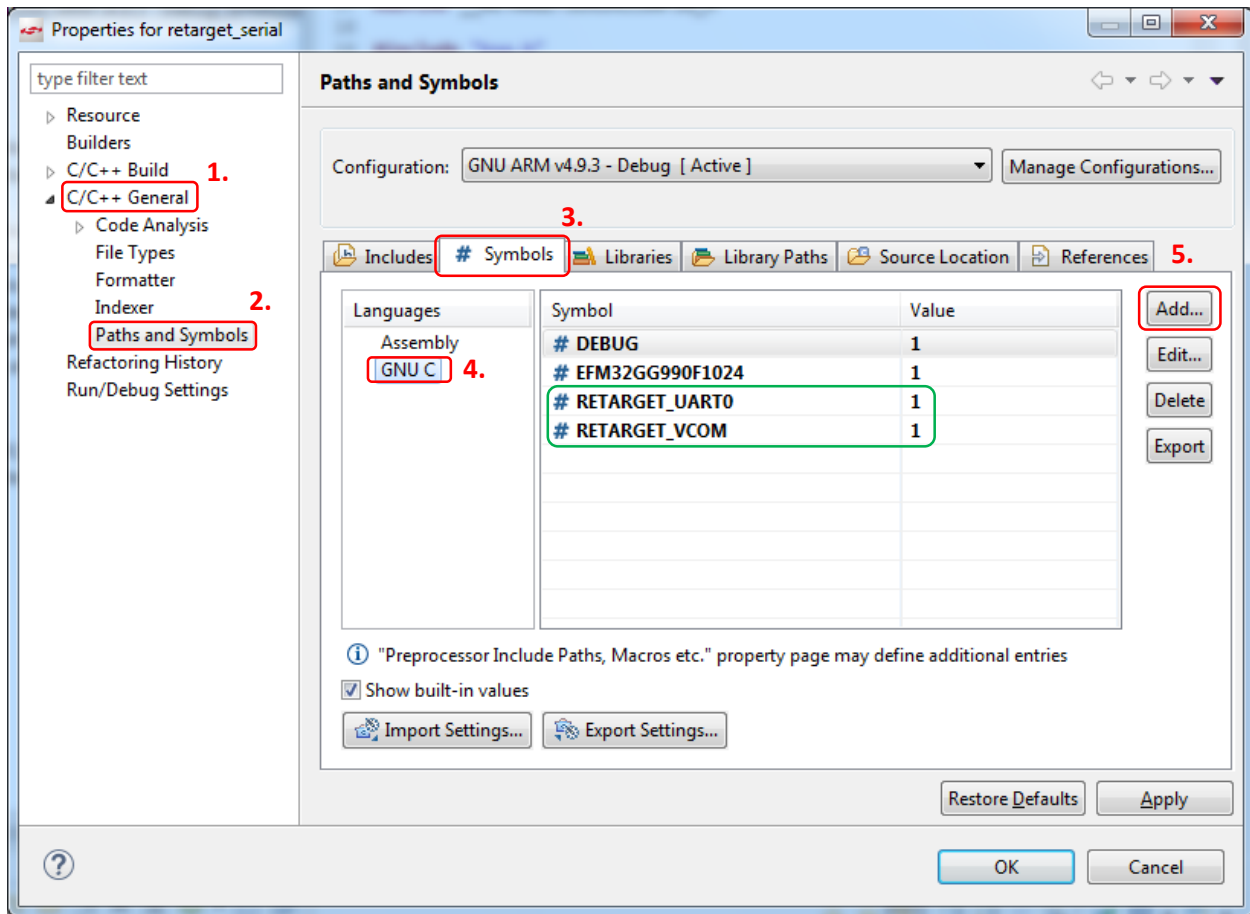 Properties for retarget_serial
type filter text
Resource
Builders
C/C++ Build
1.
C/C++ General
Code Analysis
File Types
Formatter
Indexer
2.
Paths and Symbols
Refactoring History
Run/Debug Settings
Paths and Symbols
Configuration: GNU ARM v4.9.3 - Debug [ Active ] Manage Configurations...
3.
Includes # Symbols Libraries Library Paths Source Location References
5.
Languages
Assembly
GNU C 4.
Symbol Value
# DEBUG 1
# EFM32GG990F1024 1
# RETARGET_UART0 1
# RETARGET_VCOM 1
Add...
Edit...
Delete
Export
"Preprocessor Include Paths, Macros etc." property page may define additional entries
Show built-in values
Import Settings... Export Settings...
Restore Defaults Apply
? OK Cancel